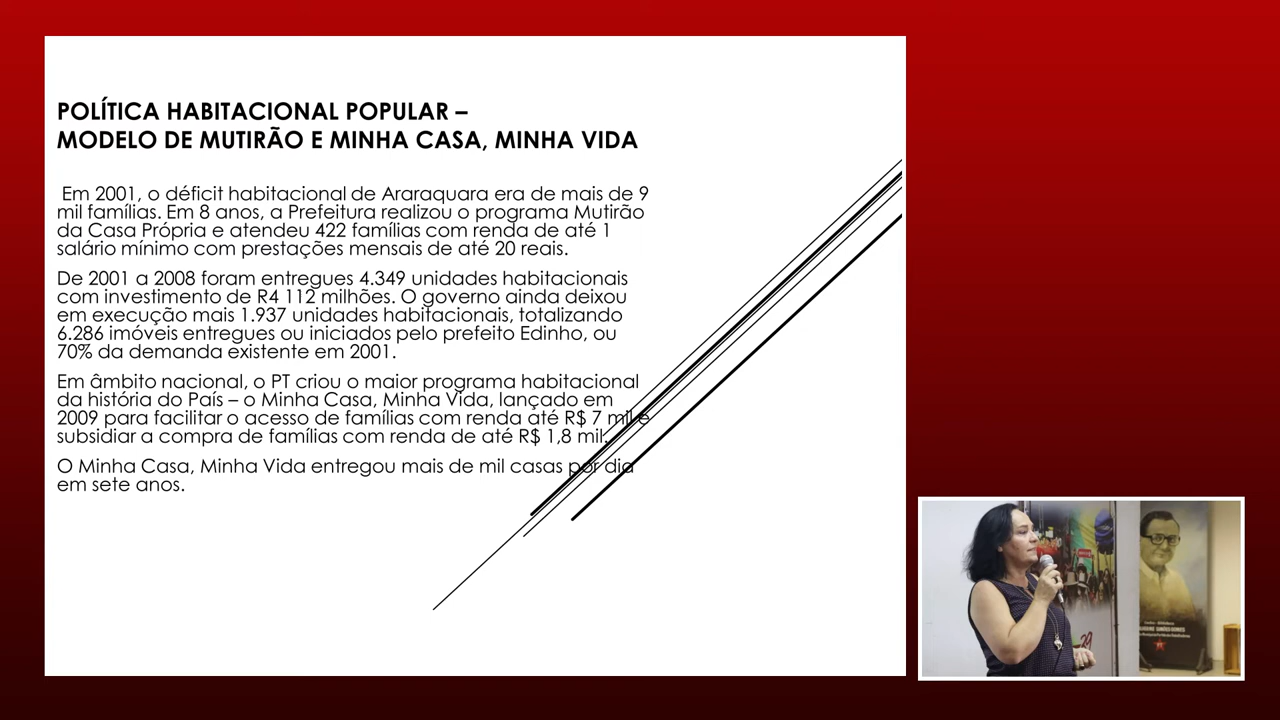 POLÍTICA HABITACIONAL POPULAR –
MODELO DE MUTIRÃO E MINHA CASA, MINHA VIDA
Em 2001, o déficit habitacional de Araraquara era de mais de 9
mil famílias. Em 8 anos, a Prefeitura realizou o programa Mutirão
da Casa Própria e atendeu 422 famílias com renda de até 1
salário mínimo com prestações mensais de até 20 reais.
De 2001 a 2008 foram entregues 4.349 unidades habitacionais
com investimento de R4 112 milhões. O governo ainda deixou
em execução mais 1.937 unidades habitacionais, totalizando
6.286 imóveis entregues ou iniciados pelo prefeito Edinho, ou
70% da demanda existente em 2001.
Em âmbito nacional, o PT criou o maior programa habitacional
da história do País – o Minha Casa, Minha Vida, lançado em
2009 para facilitar o acesso de famílias com renda até R$ 7 mil e
subsidiar a compra de famílias com renda de até R$ 1,8 mil.
O Minha Casa, Minha Vida entregou mais de mil casas por dia
em sete anos.